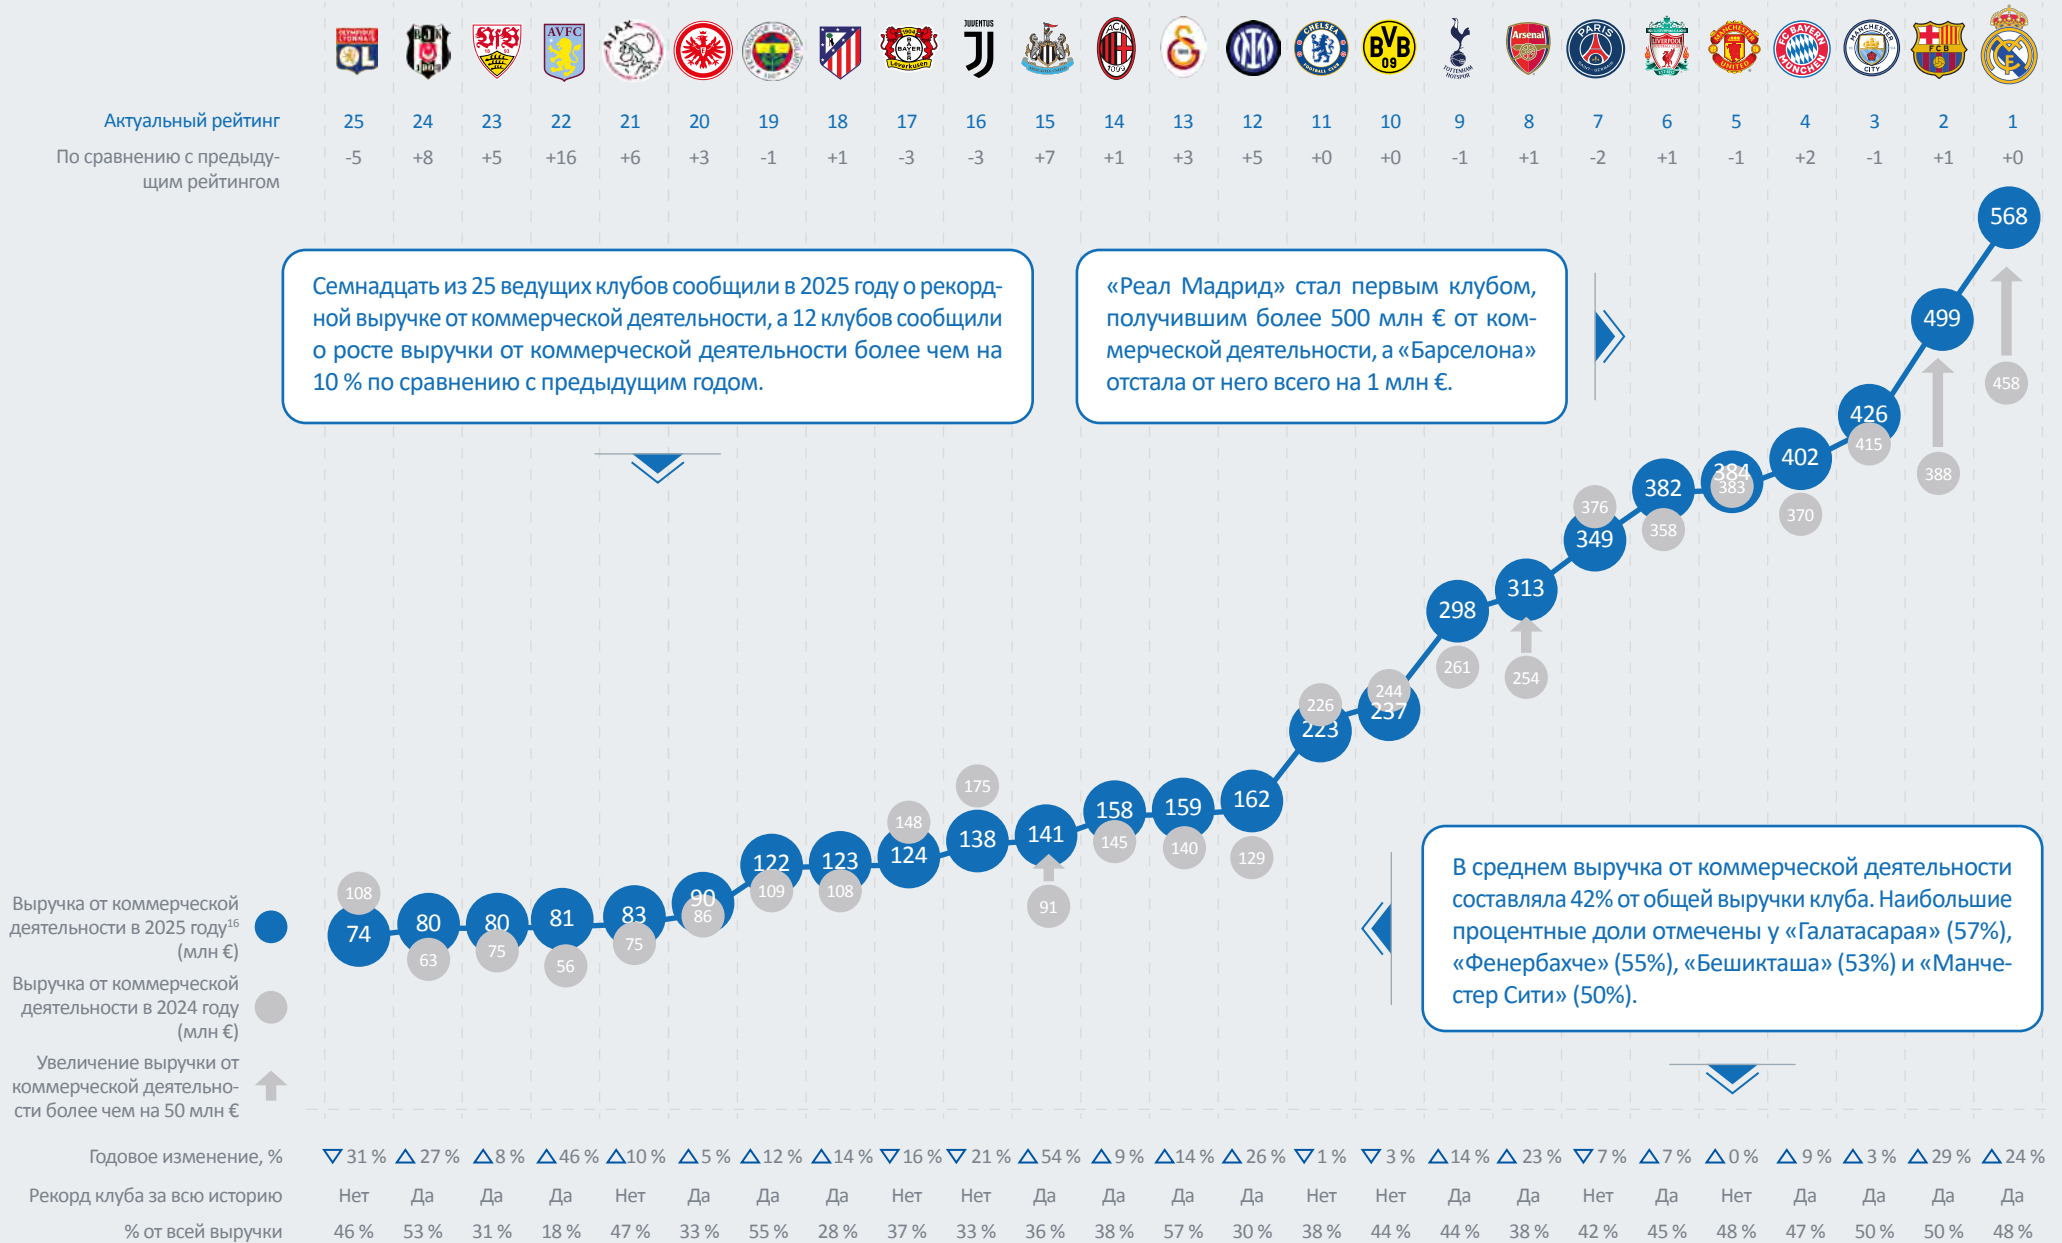 Актуальный рейтинг 25 24 23 22 21 20 19 18 17 16 15 14 13 12 11 10 9 8 7 6 5 4 3 2 1
По сравнению с предыду-
щим рейтингом
-5 +8 +5 +16 +6 +3 -1 +1 -3 -3 +7 +1 +3 +5 +0 +0 -1 +1 -2 +1 -1 +2 -1 +1 +0
Семнадцать из 25 ведущих клубов сообщили в 2025 году о рекорд-
ной выручке от коммерческой деятельности, а 12 клубов сообщили
о росте выручки от коммерческой деятельности более чем на
10 % по сравнению с предыдущим годом.
«Реал Мадрид» стал первым клубом,
получившим более 500 млн € от ком-
мерческой деятельности, а «Барселона»
отстала от него всего на 1 млн €.
74 80 80 81 83 90 122 123 124 138 141 158 159 162 223 237 298 313 349 382 384 402 426 499 568
108 63 75 56 75 86 109 108 148 175 91 145 140 129 226 244 261 254 376 358 383 370 415 388 458
В среднем выручка от коммерческой деятельности
составляла 42% от общей выручки клуба. Наибольшие
процентные доли отмечены у «Галатасарая» (57%),
«Фенербахче» (55%), «Бешикташа» (53%) и «Манче-
стер Сити» (50%).
Выручка от коммерческой
деятельности в 2025 году16
(млн €)
Выручка от коммерческой
деятельности в 2024 году
(млн €)
Увеличение выручки от
коммерческой деятельно-
сти более чем на 50 млн €
Годовое изменение, % ▽ 31 % △ 27 % △ 8 % △ 46 % △ 10 % △ 5 % △ 12 % △ 14 % ▽ 16 % ▽ 21 % △ 54 % △ 9 % △ 14 % △ 26 % ▽ 1 % ▽ 3 % △ 14 % △ 23 % ▽ 7 % △ 7 % △ 0 % △ 9 % △ 3 % △ 29 % △ 24 %
Рекорд клуба за всю историю Нет Да Да Да Нет Да Да Да Нет Нет Да Да Да Да Нет Нет Да Да Нет Да Нет Да Да Да Да
% от всей выручки 46 % 53 % 31 % 18 % 47 % 33 % 55 % 28 % 37 % 33 % 36 % 38 % 57 % 30 % 38 % 44 % 44 % 38 % 42 % 45 % 48 % 47 % 50 % 50 % 48 %